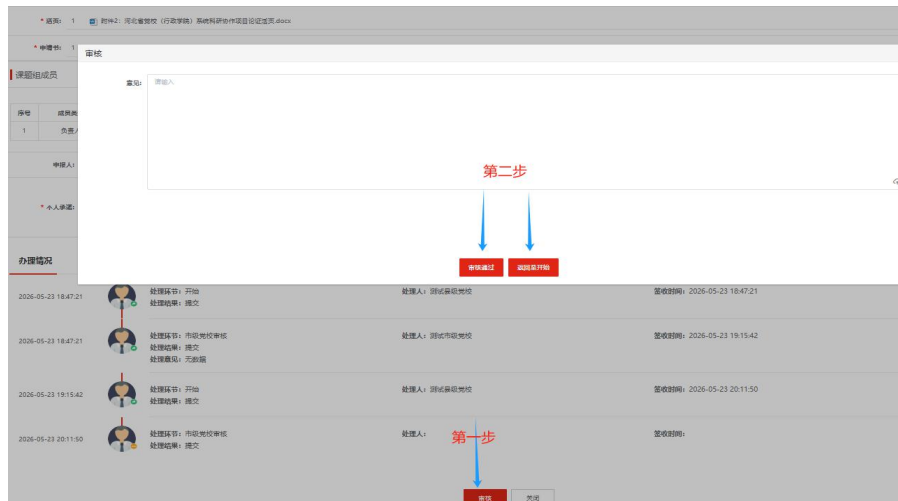 * 活页: 1 附件2：河北省党校（行政学院）系统科研协作项目论证活页.docx
* 申请书: 1
审核
课题组成员
意见: 请输入
序号 成员类
1 负责人
申报人:
第二步
* 个人承诺:
办理情况
审核通过 返回至开始
2026-05-23 18:47:21 处理环节：开始 处理人：测试县级党校 签收时间：2026-05-23 18:47:21
处理结果：提交
2026-05-23 18:47:21 处理环节：市级党校审核 处理人：测试市级党校 签收时间：2026-05-23 19:15:42
处理结果：提交
处理意见：无数据
2026-05-23 19:15:42 处理环节：开始 处理人：测试县级党校 签收时间：2026-05-23 20:11:50
处理结果：提交
2026-05-23 20:11:50 处理环节：市级党校审核 处理人： 签收时间：
处理结果：提交
第一步
审核 关闭